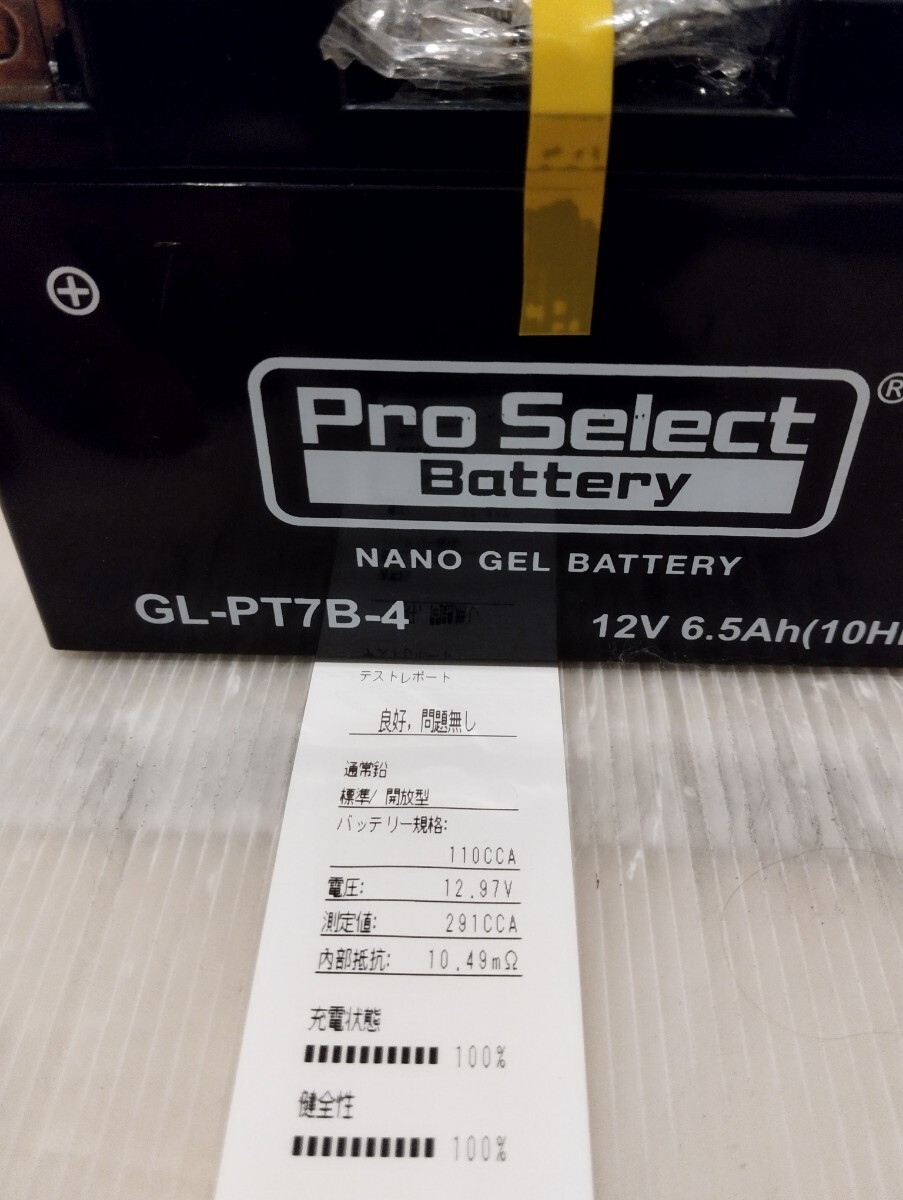 Pro Select
®
Battery
NANO GEL BATTERY
GL-PT7B-4
12V 6.5Ah(10H
テストレポート
良好, 問題無し
通常鉛
標準/ 開放型
バッテリー規格:
110CCA
電圧: 12.97V
測定値: 291CCA
内部抵抗: 10.49mΩ
充電状態
100%
健全性
100%